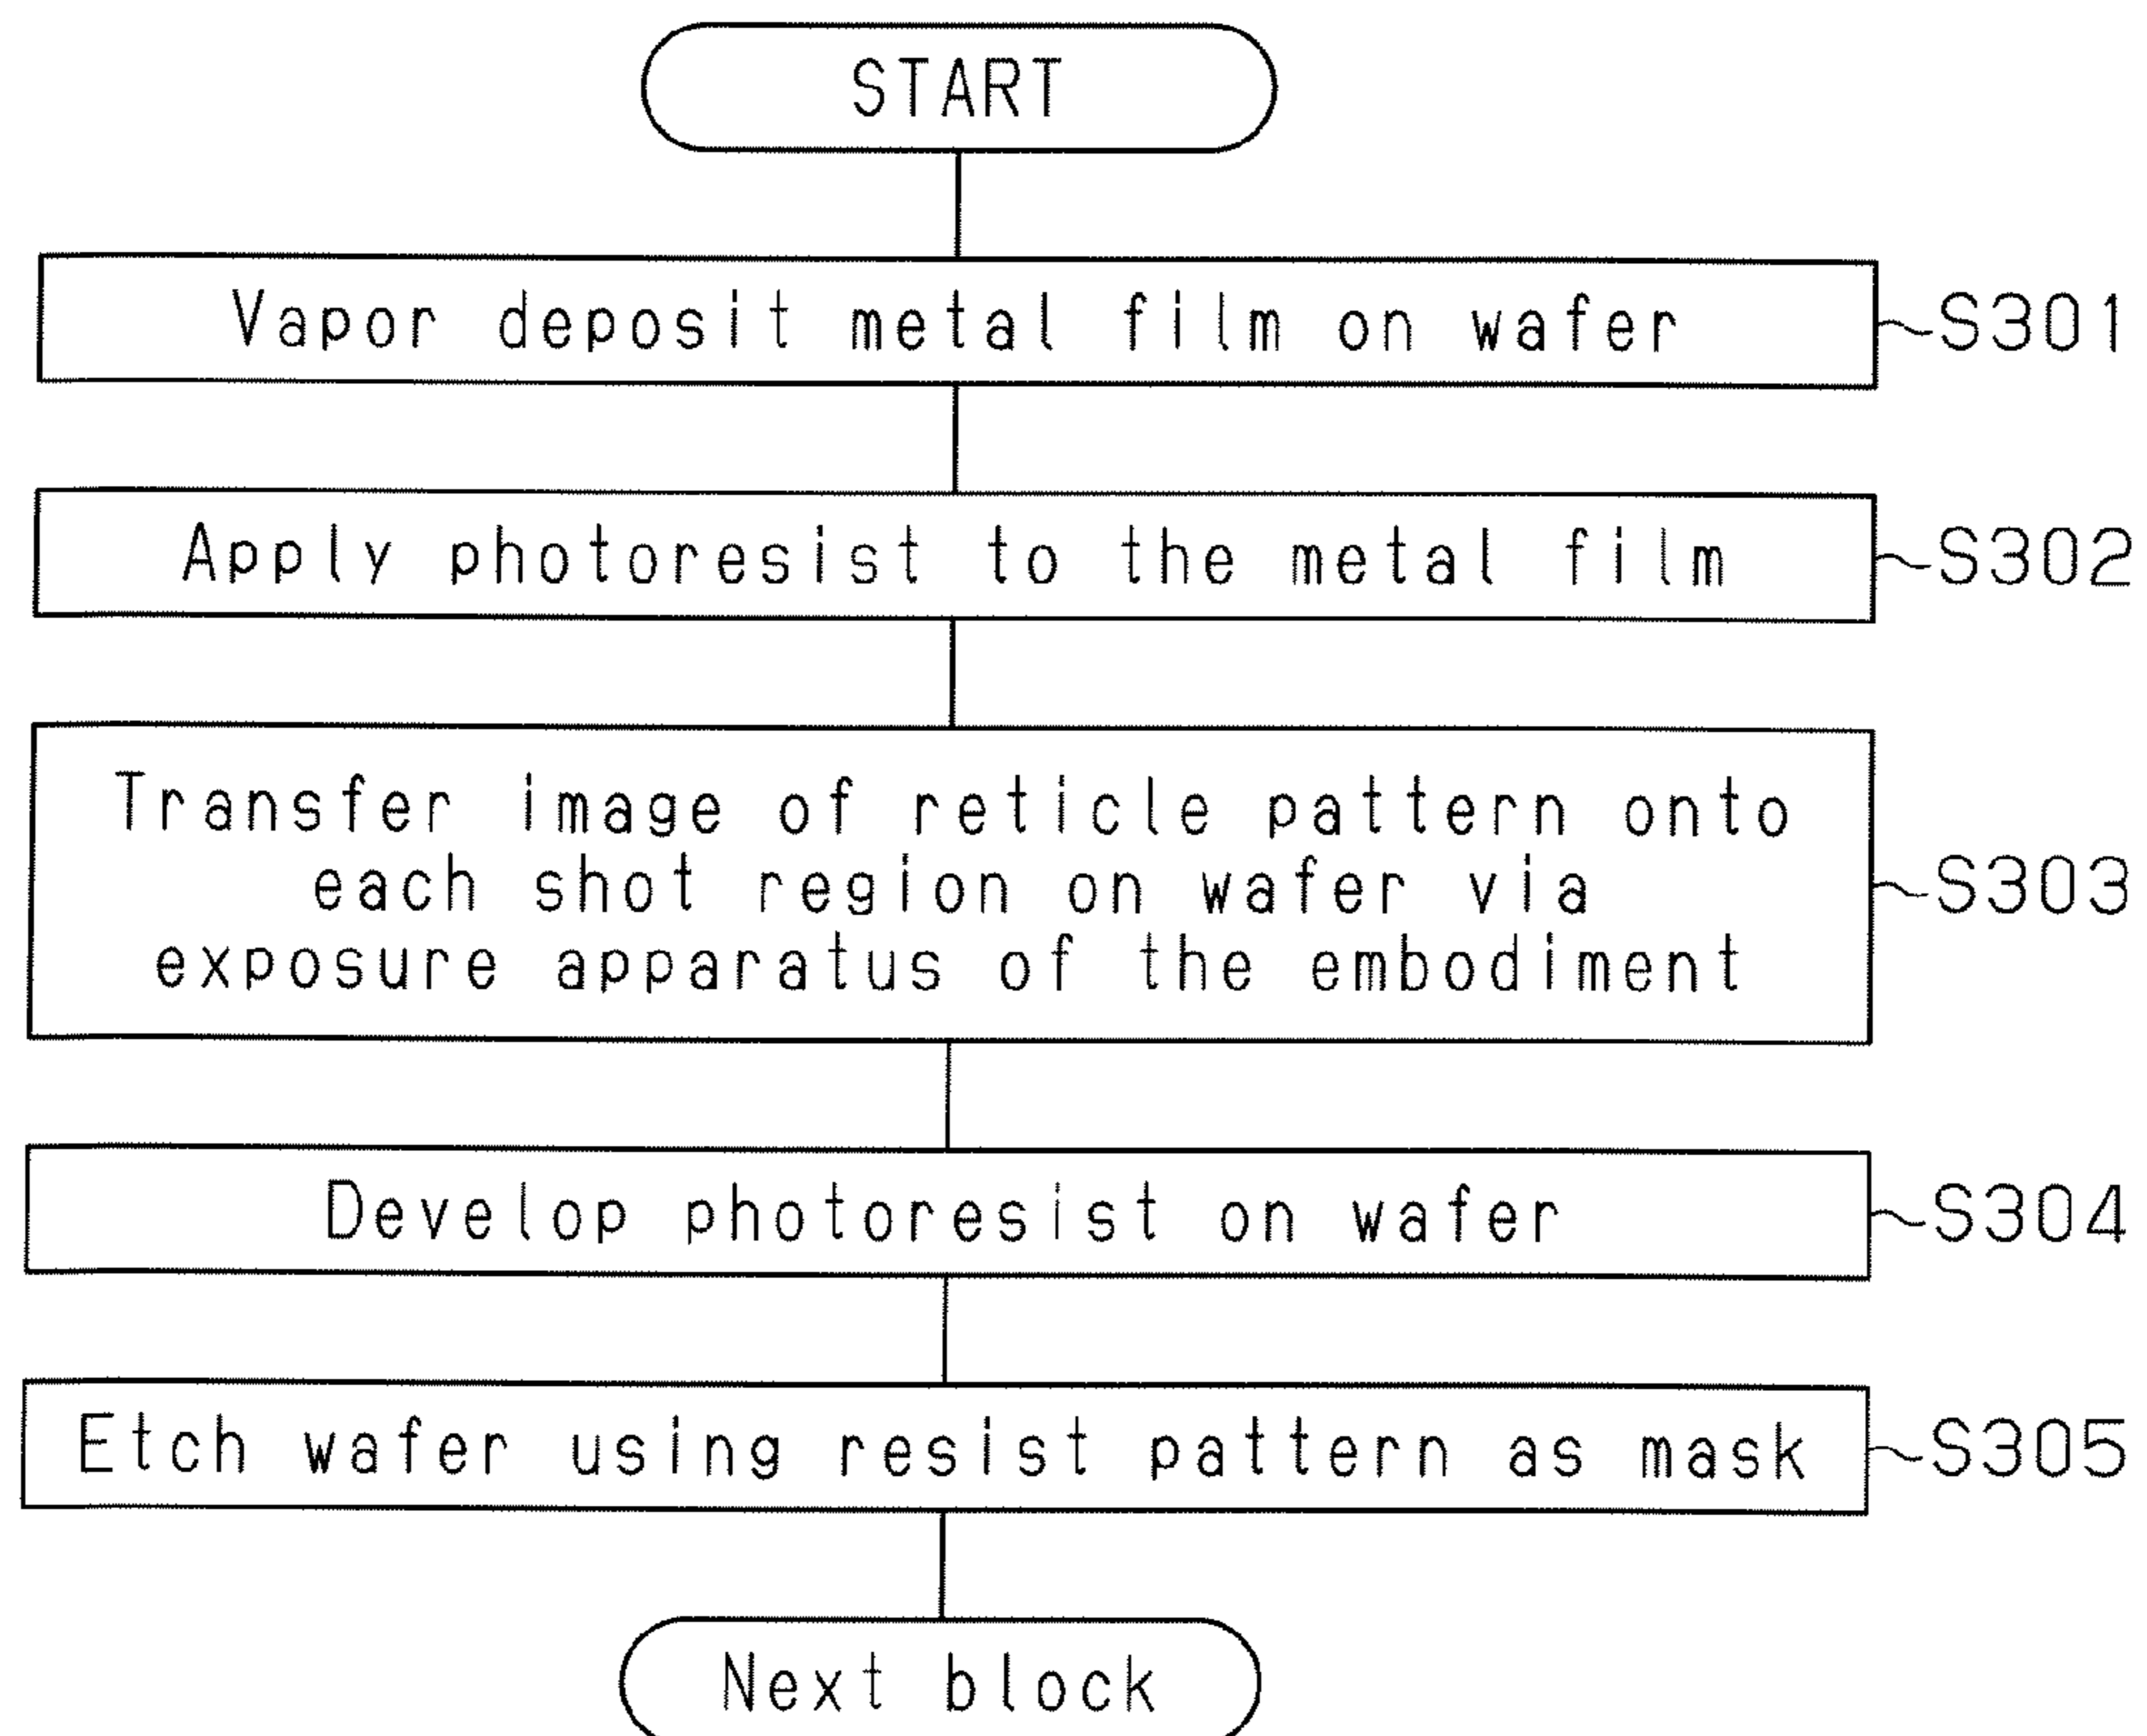 START
Vapor deposit metal film on wafer
S301
Apply photoresist to the metal film
S302
Transfer image of reticle pattern onto
each shot region on wafer via
exposure apparatus of the embodiment
S303
Develop photoresist on wafer
S304
Etch wafer using resist pattern as mask
S305
Next block